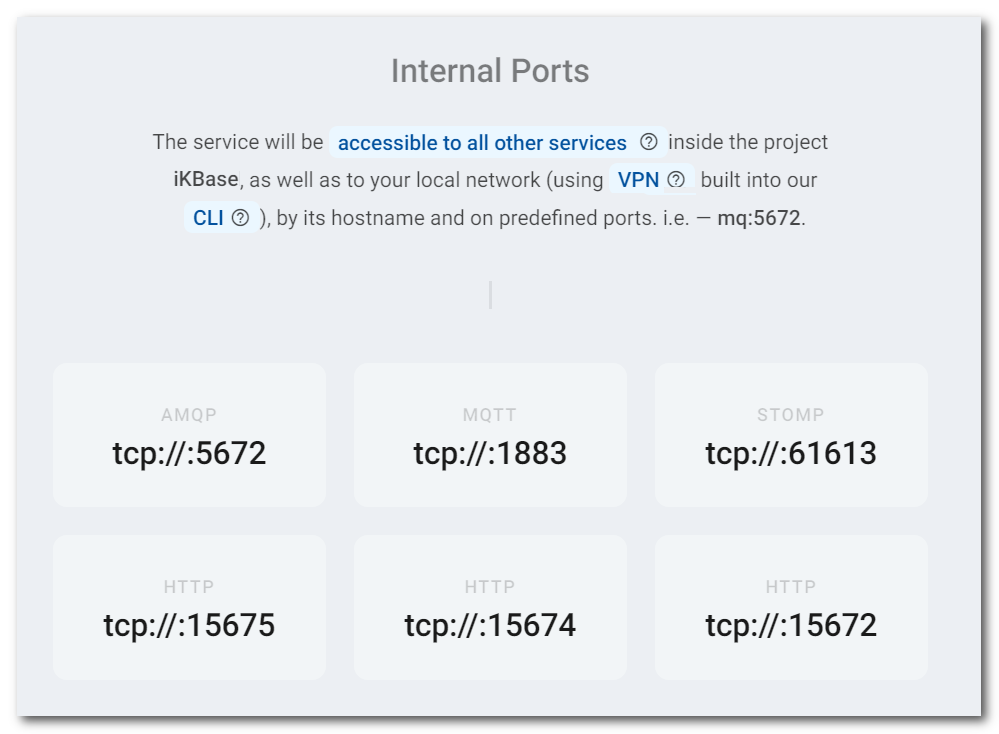 Internal Ports
The service will be accessible to all other services inside the project
iKBase, as well as to your local network (using VPN built into our
CLI ), by its hostname and on predefined ports. i.e. — mq:5672.
AMQP
tcp://:5672
MQTT
tcp://:1883
STOMP
tcp://:61613
HTTP
tcp://:15675
HTTP
tcp://:15674
HTTP
tcp://:15672